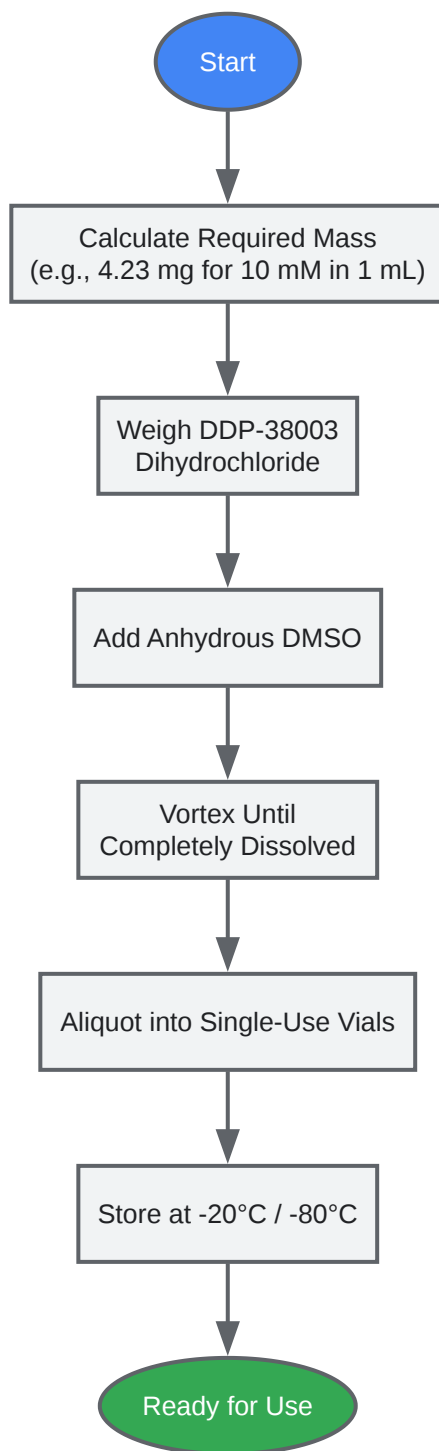 Start
Calculate Required Mass
(e.g., 4.23 mg for 10 mM in 1 mL)
Weigh DDP-38003
Dihydrochloride
Add Anhydrous DMSO
Vortex Until
Completely Dissolved
Aliquot into Single-Use Vials
Store at -20°C / -80°C
Ready for Use